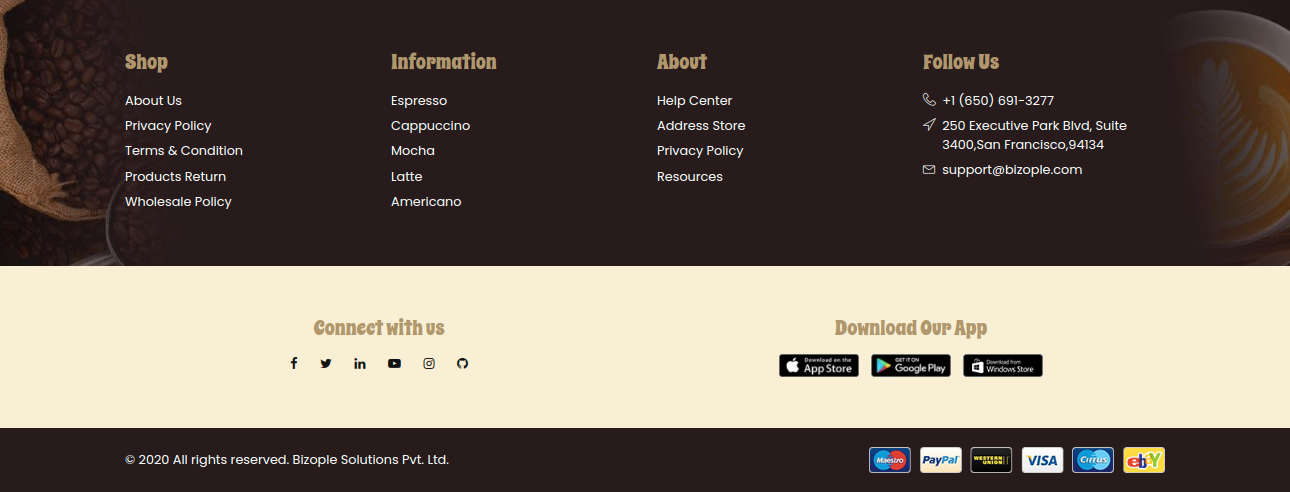 Shop
About Us
Privacy Policy
Terms & Condition
Products Return
Wholesale Policy
Information
Espresso
Cappuccino
Mocha
Latte
Americano
About
Help Center
Address Store
Privacy Policy
Resources
Follow Us
+1 (650) 691-3277
250 Executive Park Blvd, Suite
3400,San Francisco,94134
support@bizople.com
Connect with us
Download Our App
Download on the
App Store
GET IT ON
Google Play
Download from
Windows Store
© 2020 All rights reserved. Bizople Solutions Pvt. Ltd.
Maestro
PayPal
WESTERN
UNION
VISA
Cirrus
ebY